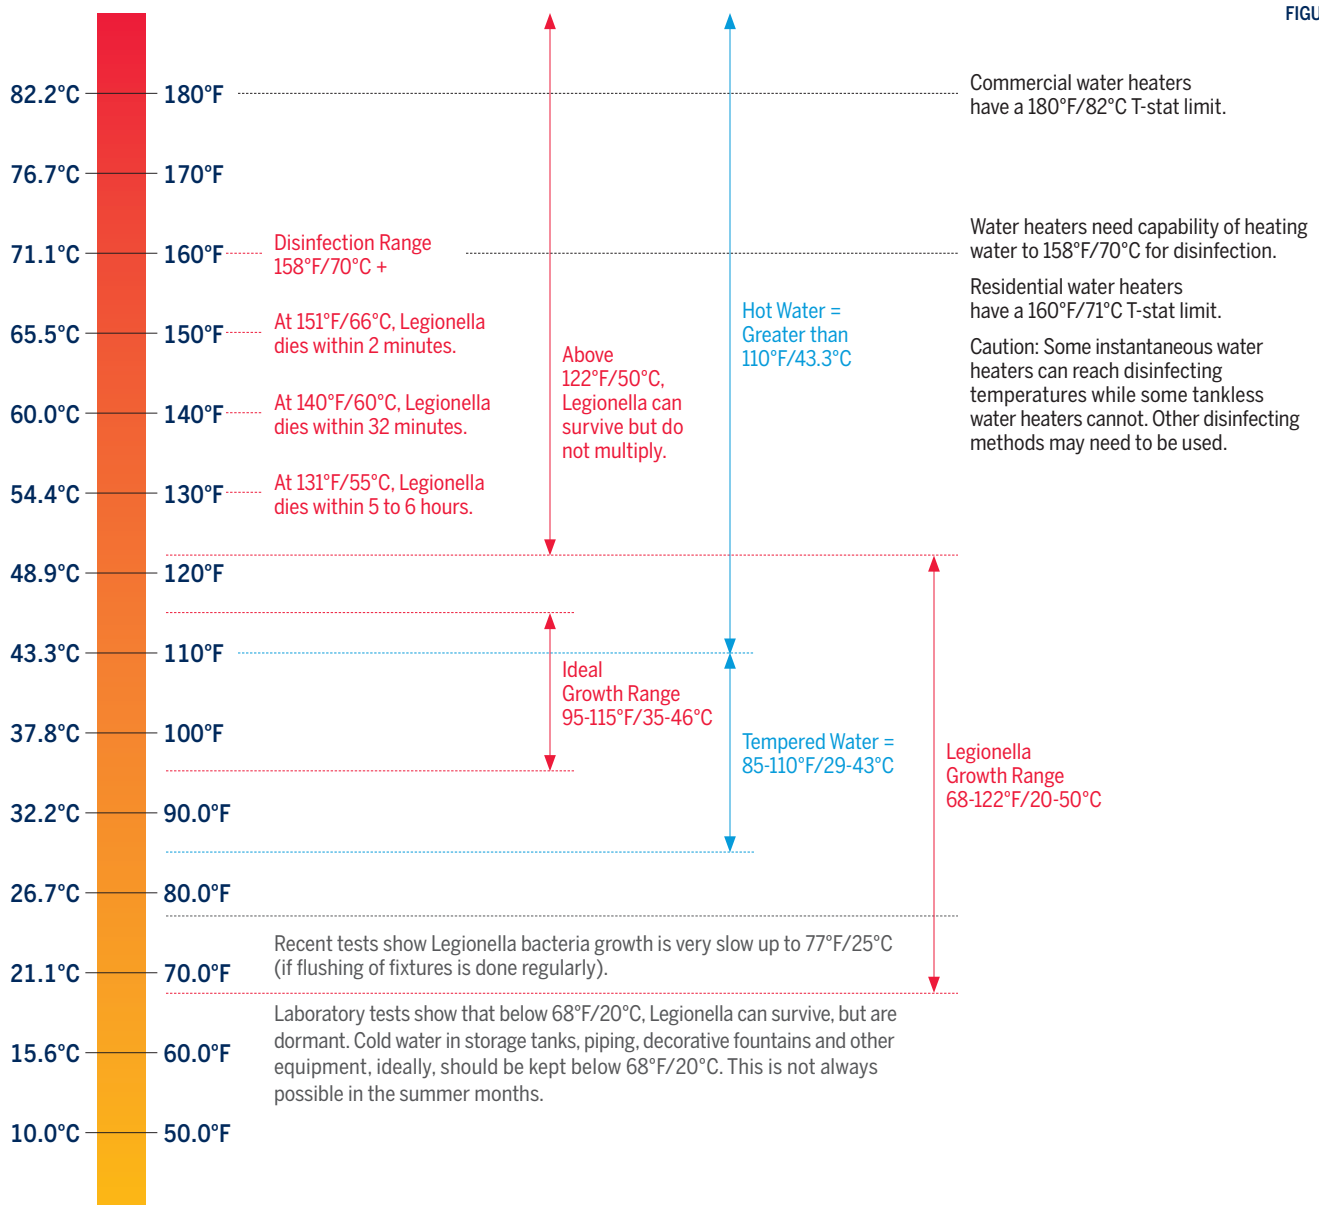 FIGU
82.2°C 180°F
Commercial water heaters
have a 180°F/82°C T-stat limit.
76.7°C 170°F
71.1°C 160°F
Disinfection Range
158°F/70°C +
Water heaters need capability of heating
water to 158°F/70°C for disinfection.
Residential water heaters
have a 160°F/71°C T-stat limit.
Caution: Some instantaneous water
heaters can reach disinfecting
temperatures while some tankless
water heaters cannot. Other disinfecting
methods may need to be used.
65.5°C 150°F
At 151°F/66°C, Legionella
dies within 2 minutes.
Hot Water =
Greater than
110°F/43.3°C
Above
122°F/50°C,
Legionella can
survive but do
not multiply.
60.0°C 140°F
At 140°F/60°C, Legionella
dies within 32 minutes.
54.4°C 130°F
At 131°F/55°C, Legionella
dies within 5 to 6 hours.
48.9°C 120°F
43.3°C 110°F
Ideal
Growth Range
95-115°F/35-46°C
37.8°C 100°F
Tempered Water =
85-110°F/29-43°C
Legionella
Growth Range
68-122°F/20-50°C
32.2°C 90.0°F
26.7°C 80.0°F
Recent tests show Legionella bacteria growth is very slow up to 77°F/25°C
(if flushing of fixtures is done regularly).
21.1°C 70.0°F
Laboratory tests show that below 68°F/20°C, Legionella can survive, but are
dormant. Cold water in storage tanks, piping, decorative fountains and other
equipment, ideally, should be kept below 68°F/20°C. This is not always
possible in the summer months.
15.6°C 60.0°F
10.0°C 50.0°F